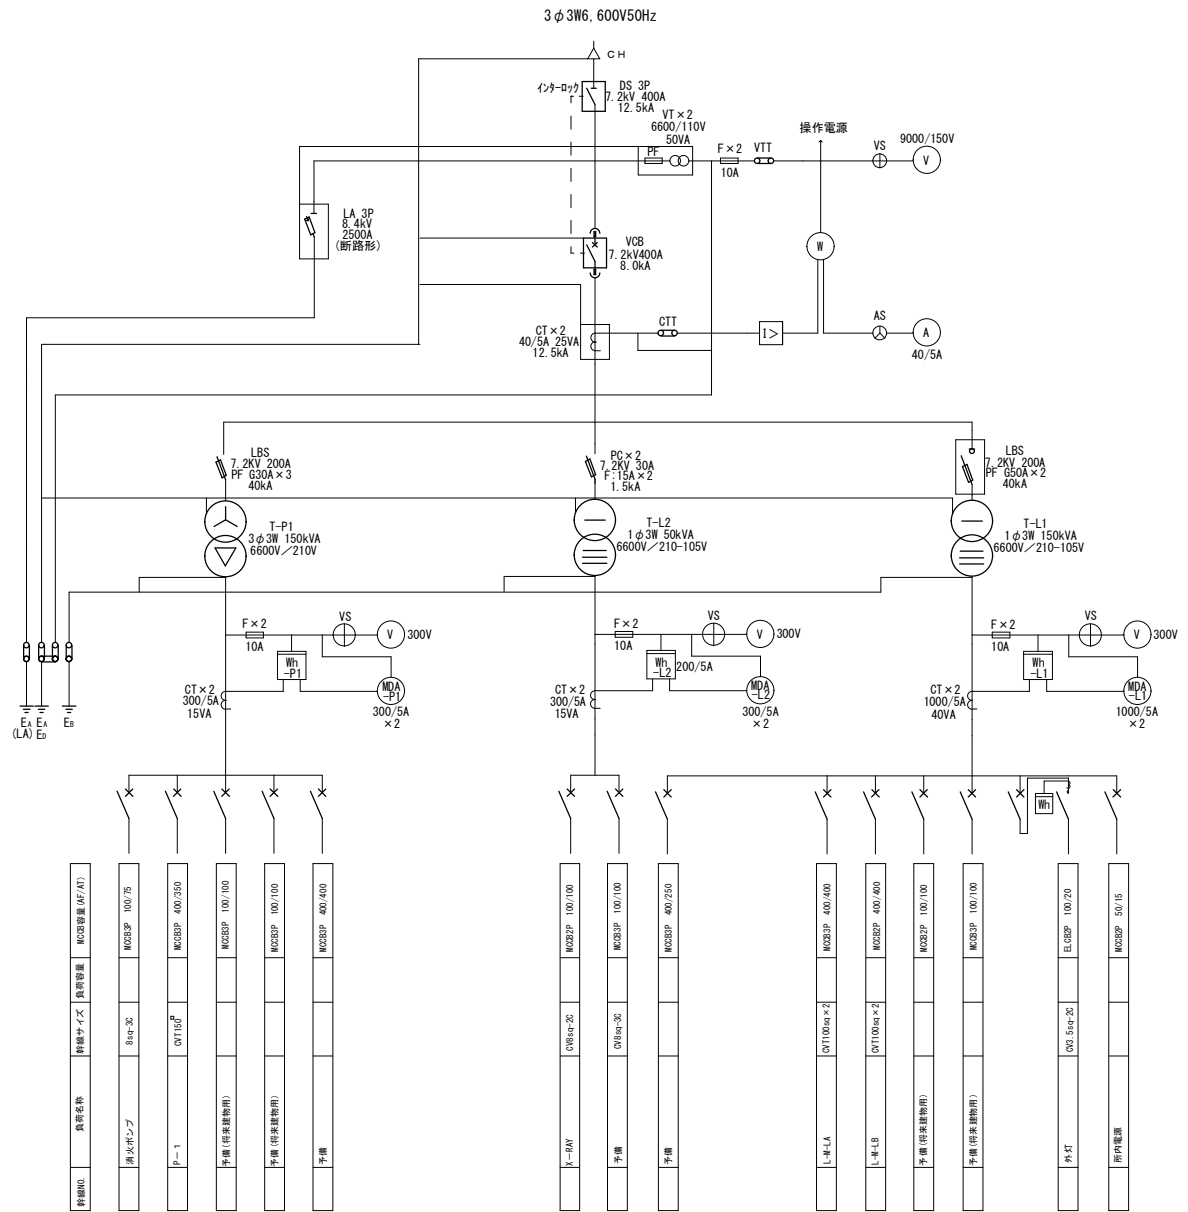 3φ3W6,600V50Hz
CH
インターロック
DS 3P
7.2kV 400A
12.5kA
VT×2
6600/110V
50VA
PF
F×2
10A
VTT
操作電源
VS
9000/150V
V
LA 3P
8.4kV
2500A
(断路形)
VCB
7.2kV400A
8.0kA
W
CT×2
40/5A 25VA
12.5kA
CTT
I>
AS
A
40/5A
LBS
7.2KV 200A
PF G30A×3
40kA
PC×2
7.2KV 30A
F:15A×2
1.5kA
LBS
7.2KV 200A
PF G50A×2
40kA
T-P1
3φ3W 150kVA
6600V／210V
T-L2
1φ3W 50kVA
6600V／210-105V
T-L1
1φ3W 150kVA
6600V／210-105V
F×2
10A
VS
V
300V
Wh
-P1
CT×2
300/5A
15VA
MDA
-P1
300/5A
×2
F×2
10A
VS
V
300V
Wh
-L2
200/5A
CT×2
300/5A
15VA
MDA
-L2
300/5A
×2
F×2
10A
VS
V
300V
Wh
-L1
CT×2
1000/5A
40VA
MDA
-L1
1000/5A
×2
EA
(LA)
EA
ED
EB
Wh
MCCB容量(AF/AT)
負荷容量
幹線サイズ
負荷名称
幹線NO.
MCCB3P 100/75
8sq-3C
消火ポンプ
MCCB3P 400/350
CVT150□
P－1
MCCB3P 100/100
予備(将来建物用)
MCCB3P 100/100
予備(将来建物用)
MCCB3P 400/400
予備
MCCB2P 100/100
CV8sq-2C
X－RAY
MCCB3P 100/100
CV8sq-3C
予備
MCCB3P 400/250
予備
MCCB3P 400/400
CVT100sq×2
L-M-LA
MCCB2P 400/400
CVT100sq×2
L-M-LB
MCCB2P 100/100
予備(将来建物用)
MCCB3P 100/100
予備(将来建物用)
ELCB2P 100/20
CV3.5sq-2C
外灯
MCCB2P 50/15
所内電源